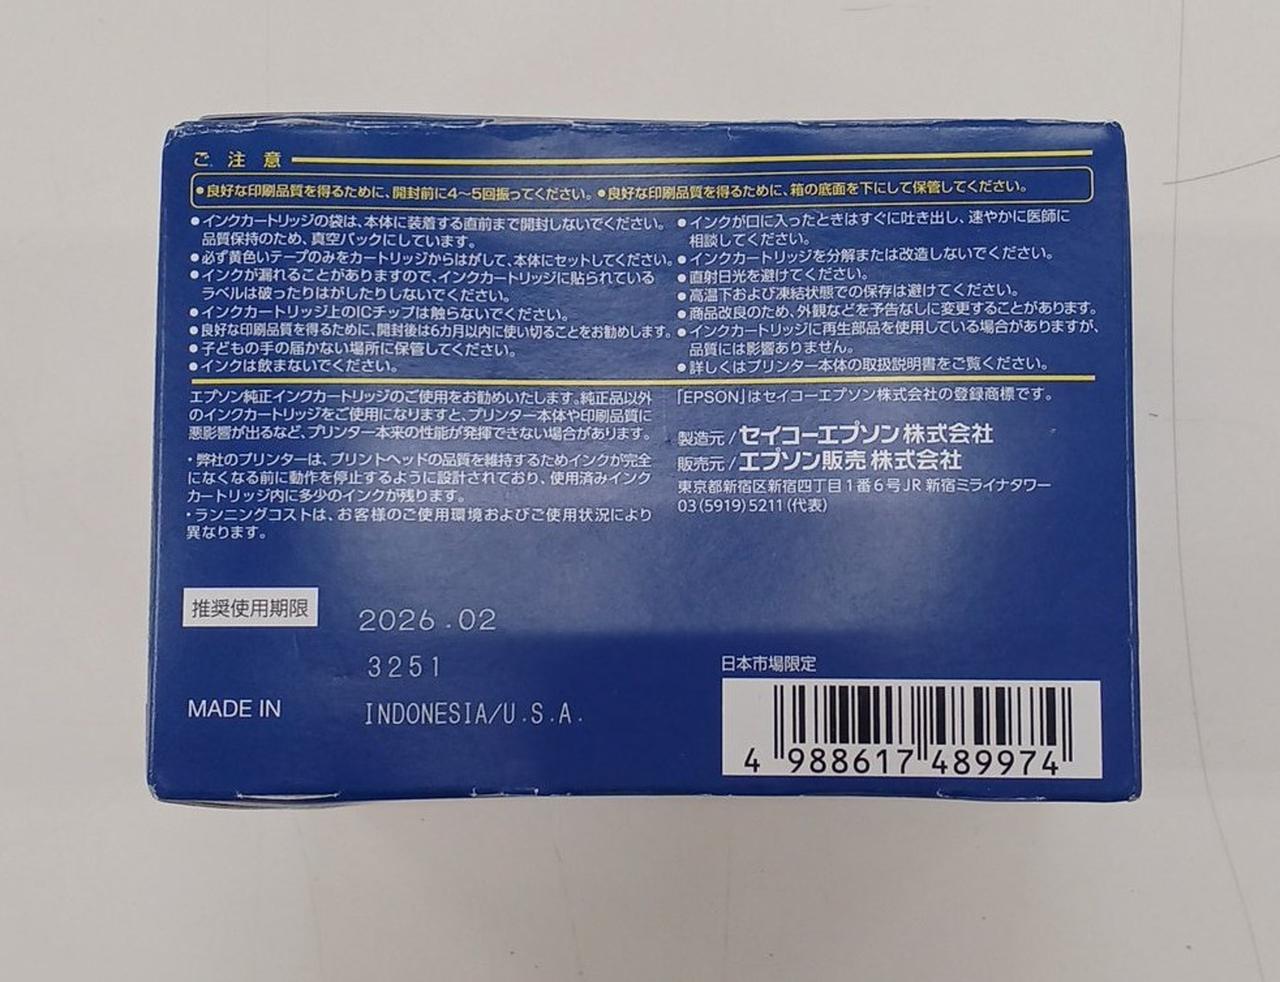 ご注意
●良好な印刷品質を得るために、開封前に4～5回振ってください。●良好な印刷品質を得るために、箱の底面を下にして保管してください。
●インクカートリッジの袋は、本体に装着する直前まで開封しないでください。
品質保持のため、真空パックにしています。
●必ず黄色いテープのみをカートリッジからはがして、本体にセットしてください。
●インクが漏れることがありますので、インクカートリッジに貼られている
ラベルは破ったりはがしたりしないでください。
●インクカートリッジ上のICチップは触らないでください。
●良好な印刷品質を得るために、開封後は6カ月以内に使い切ることをお勧めします。
●子どもの手の届かない場所に保管してください。
●インクは飲まないでください。
●インクが口に入ったときはすぐに吐き出し、速やかに医師に
相談してください。
●インクカートリッジを分解または改造しないでください。
●直射日光を避けてください。
●高温下および凍結状態での保存は避けてください。
●商品改良のため、外観などを予告なしに変更することがあります。
●インクカートリッジに再生部品を使用している場合がありますが、
品質には影響ありません。
●詳しくはプリンター本体の取扱説明書をご覧ください。
エプソン純正インクカートリッジのご使用をお勧めいたします。純正品以外
のインクカートリッジをご使用になりますと、プリンター本体や印刷品質に
悪影響が出るなど、プリンター本来の性能が発揮できない場合があります。
・弊社のプリンターは、プリントヘッドの品質を維持するためインクが完全
になくなる前に動作を停止するように設計されており、使用済みインク
カートリッジ内に多少のインクが残ります。
・ランニングコストは、お客様のご使用環境およびご使用状況により
異なります。
「EPSON」はセイコーエプソン株式会社の登録商標です。
製造元/セイコーエプソン株式会社
販売元/エプソン販売株式会社
東京都新宿区新宿四丁目1番6号JR新宿ミライナタワー
03(5919)5211(代表)
推奨使用期限 2026.02
3251
MADE IN INDONESIA/U.S.A.
日本市場限定
4 988617 489974